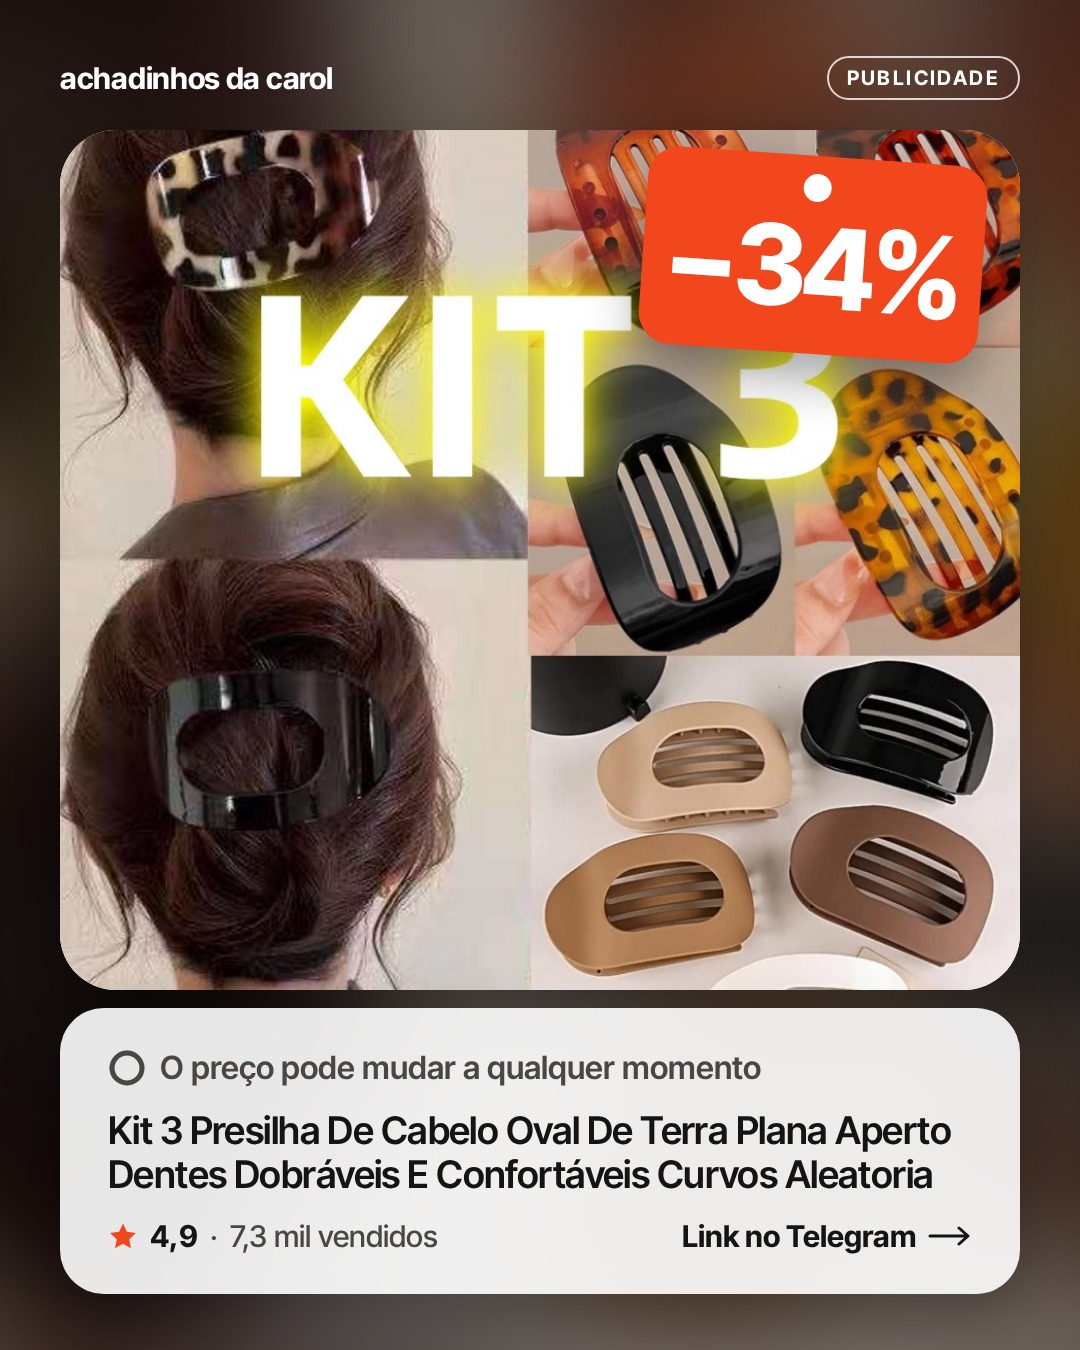 achadinhos da carol
PUBLICIDADE
–34%
KIT 3
O preço pode mudar a qualquer momento
Kit 3 Presilha De Cabelo Oval De Terra Plana Aperto
Dentes Dobráveis E Confortáveis Curvos Aleatoria
4,9 · 7,3 mil vendidos
Link no Telegram →